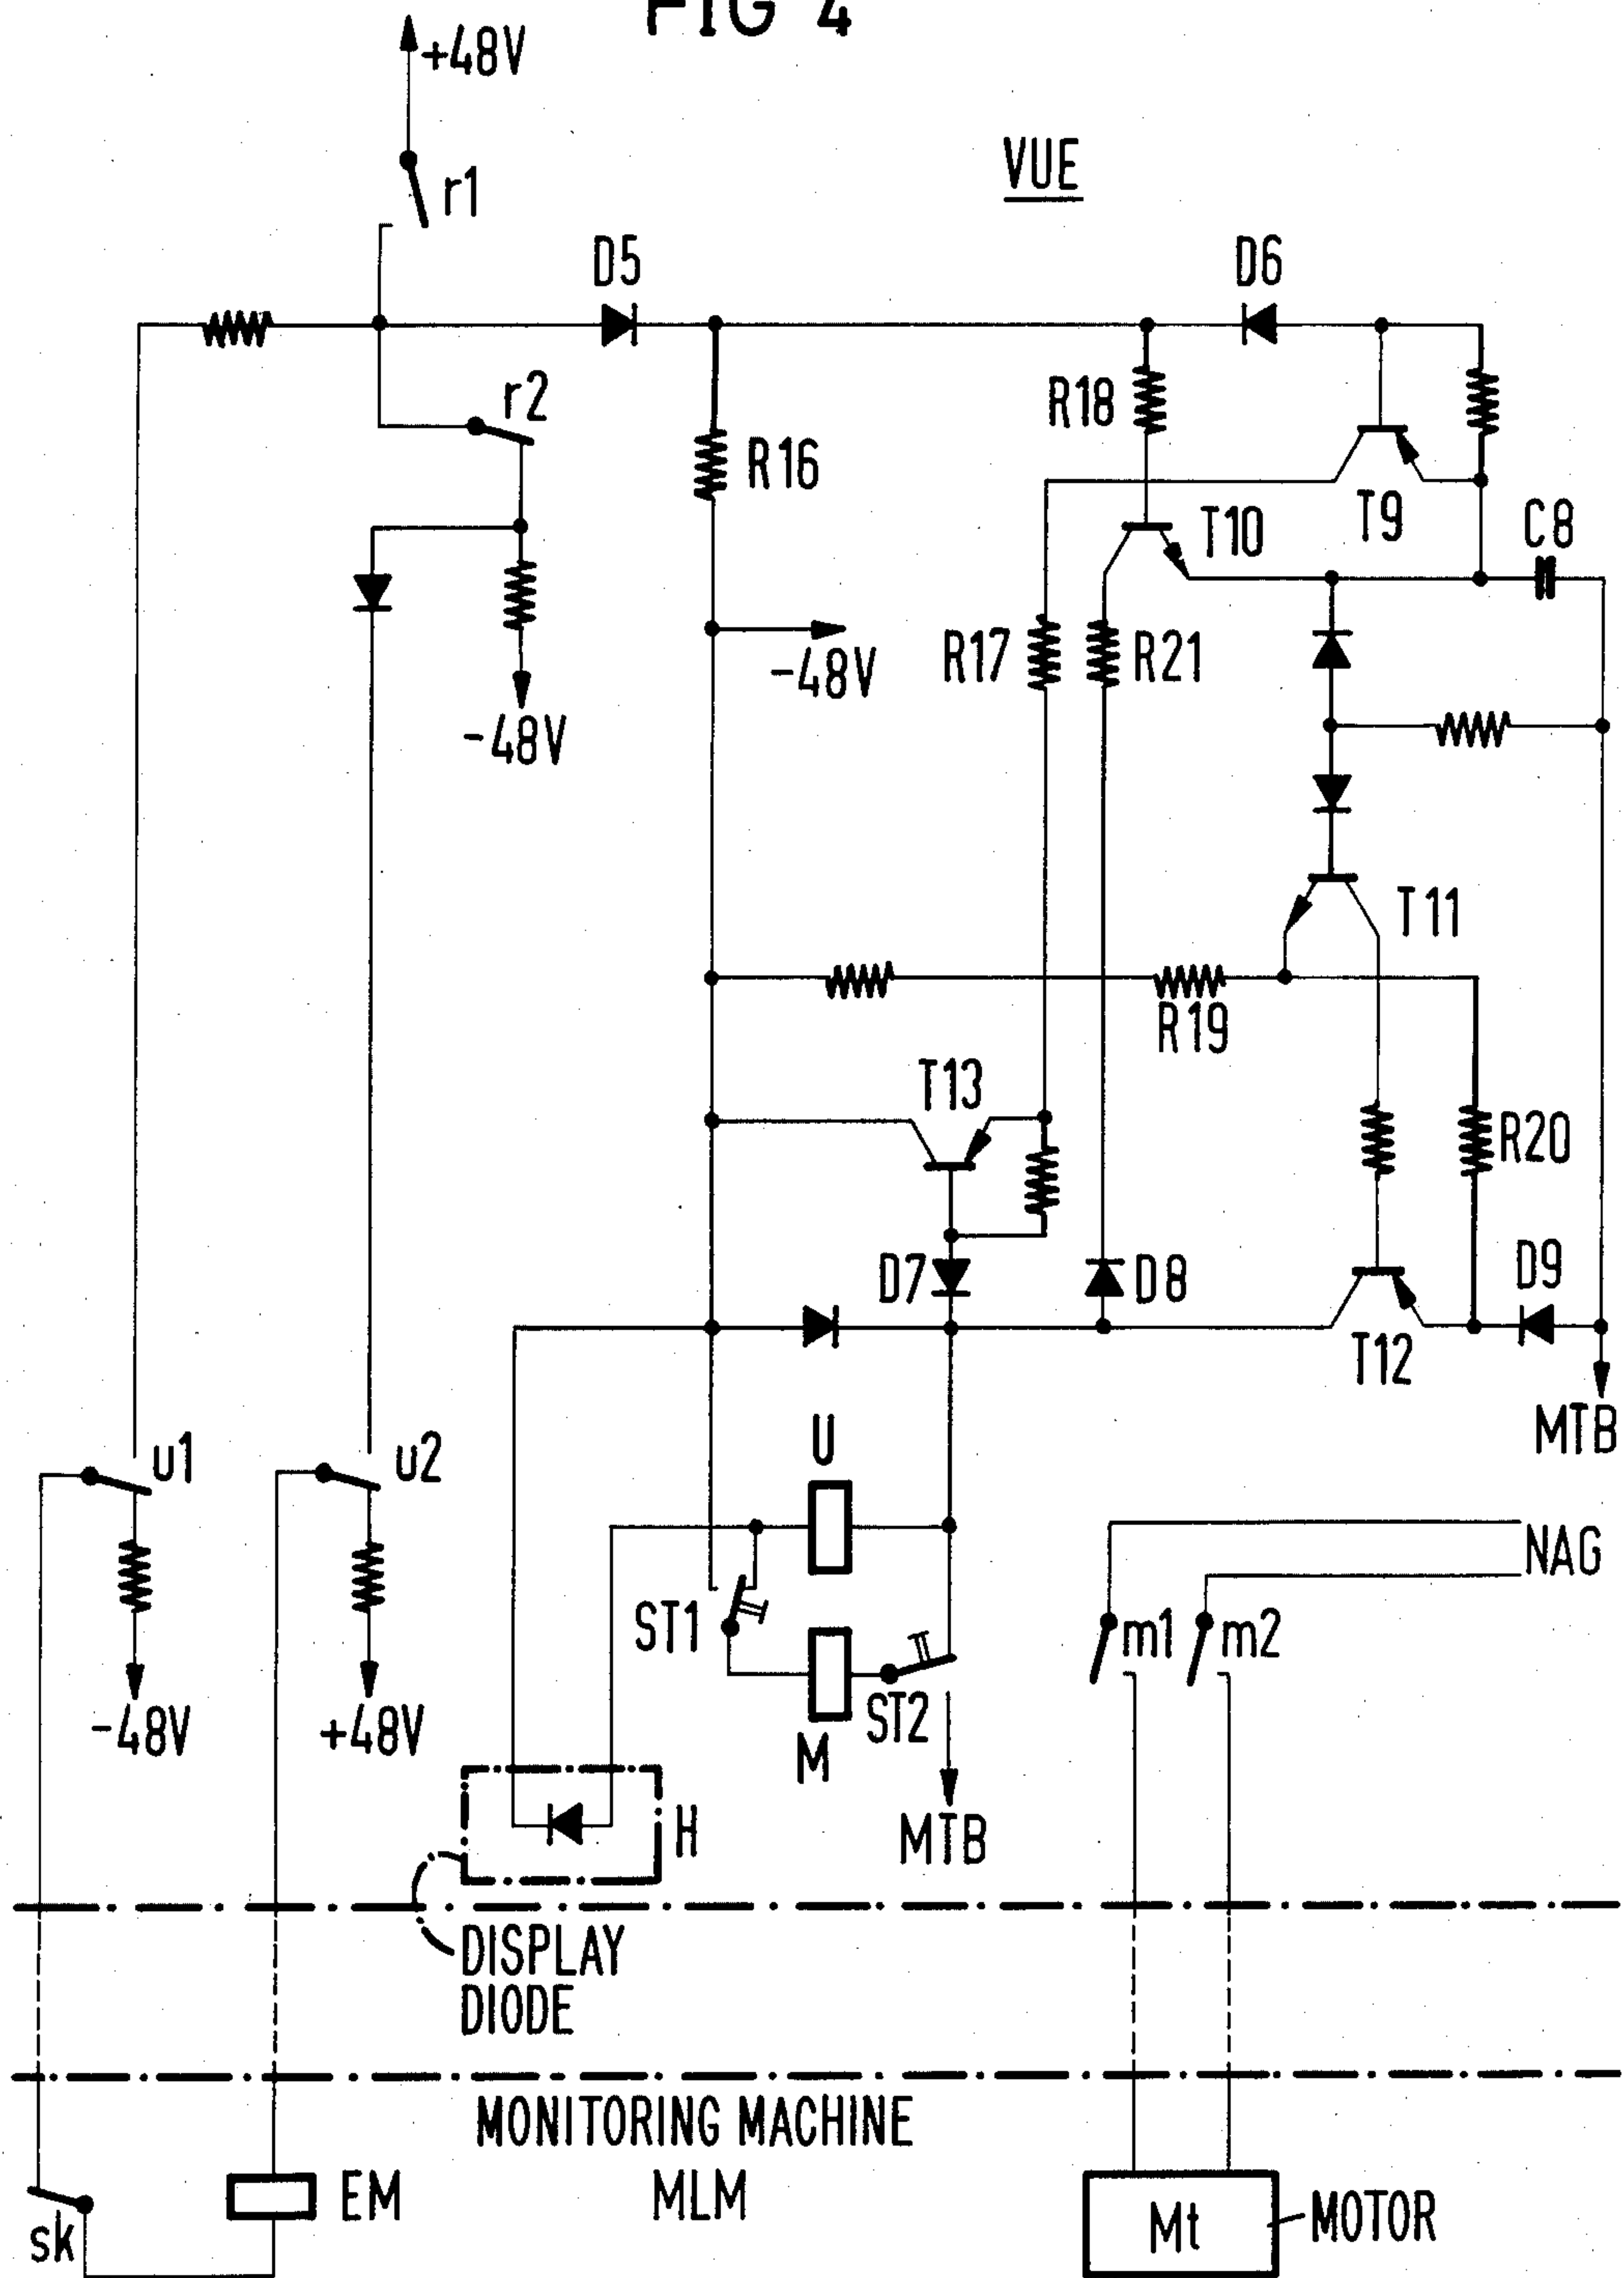 FIG 4
+48V
r1
VUE
D5
D6
r2
R18
R16
T10
T9
C8
-48V
R17
R21
-48V
T11
R19
T13
R20
D7
D8
D9
T12
MTB
u1
u2
U
NAG
ST1
m1
m2
-48V
+48V
M
ST2
H
MTB
DISPLAY
DIODE
MONITORING MACHINE
EM
MLM
sk
Mt
MOTOR